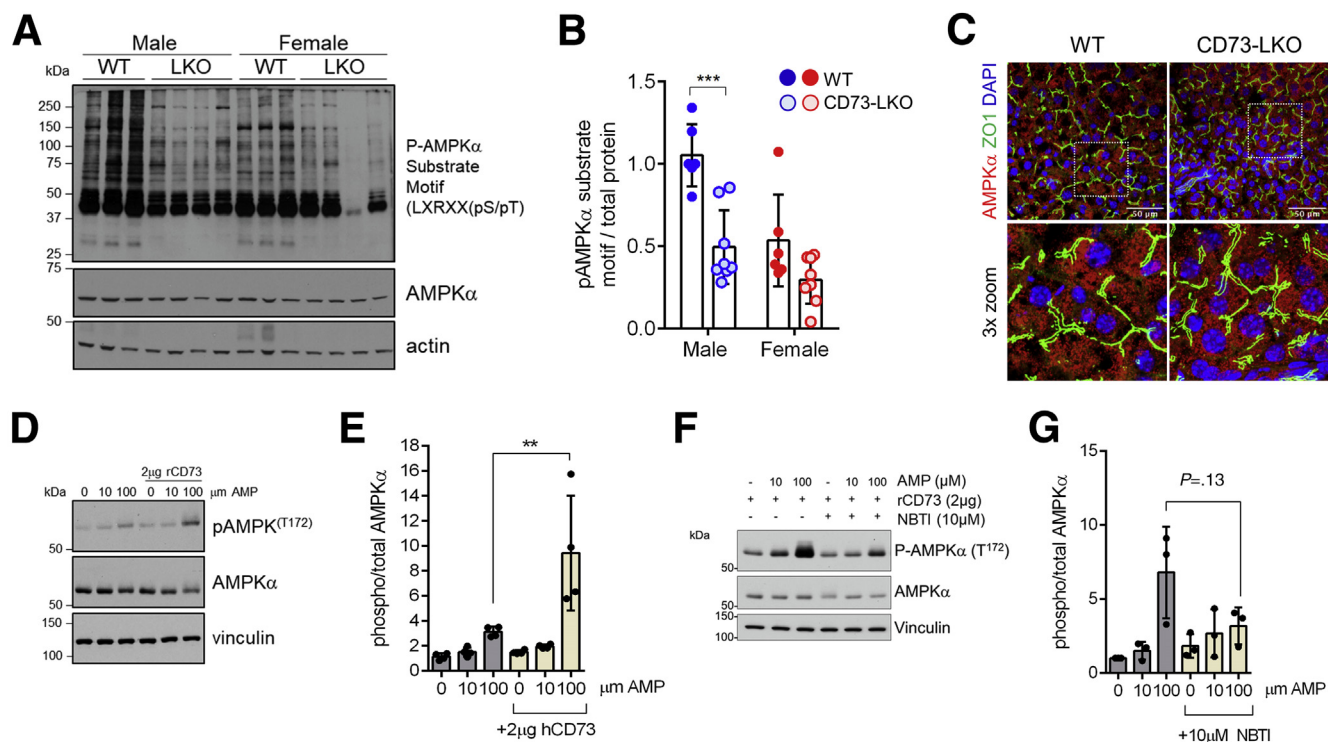 A
Male Female
kDa WT LKO WT LKO
250
150
100
75
50
37
25
P-AMPKα
Substrate
Motif
(LXRXX(pS/pT)
75
50
AMPKα
actin
B
pAMPKα substrate
motif / total protein
1.5
1.0
0.5
0.0
***
WT
CD73-LKO
Male Female
C
WT CD73-LKO
AMPKα ZO1 DAPI
50 µm 50 µm
3x zoom
D
2µg rCD73
kDa 0 10 100 0 10 100 µm AMP
50
pAMPK(T172)
50
AMPKα
150
100
vinculin
E
phospho/total AMPKα
18
16
14
12
10
8
6
4
2
0
**
0 10 100 0 10 100 µm AMP
+2µg hCD73
F
- 10 100 - 10 100 AMP (µM)
+ + + + + + rCD73 (2µg)
- - - + + + NBTI (10µM)
kDa
50
P-AMPKα (T172)
50
AMPKα
150
100
Vinculin
G
phospho/total AMPKα
15
10
5
0
P=.13
0 10 100 0 10 100 µm AMP
+10µM NBTI